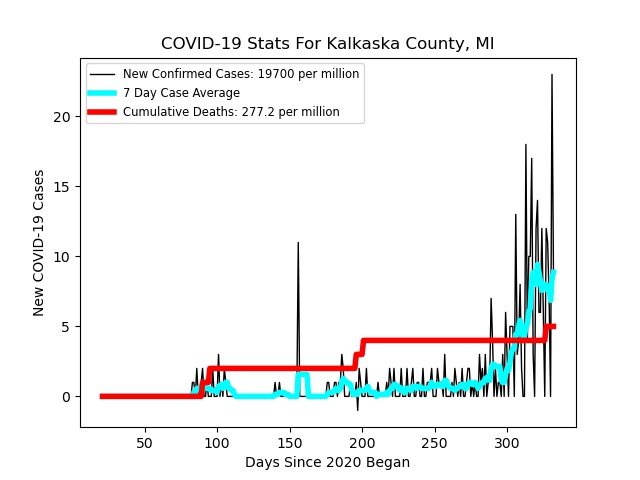 COVID-19 Stats For Kalkaska County, MI
New Confirmed Cases: 19700 per million
7 Day Case Average
Cumulative Deaths: 277.2 per million
New COVID-19 Cases
20
15
10
5
0
50 100 150 200 250 300
Days Since 2020 Began